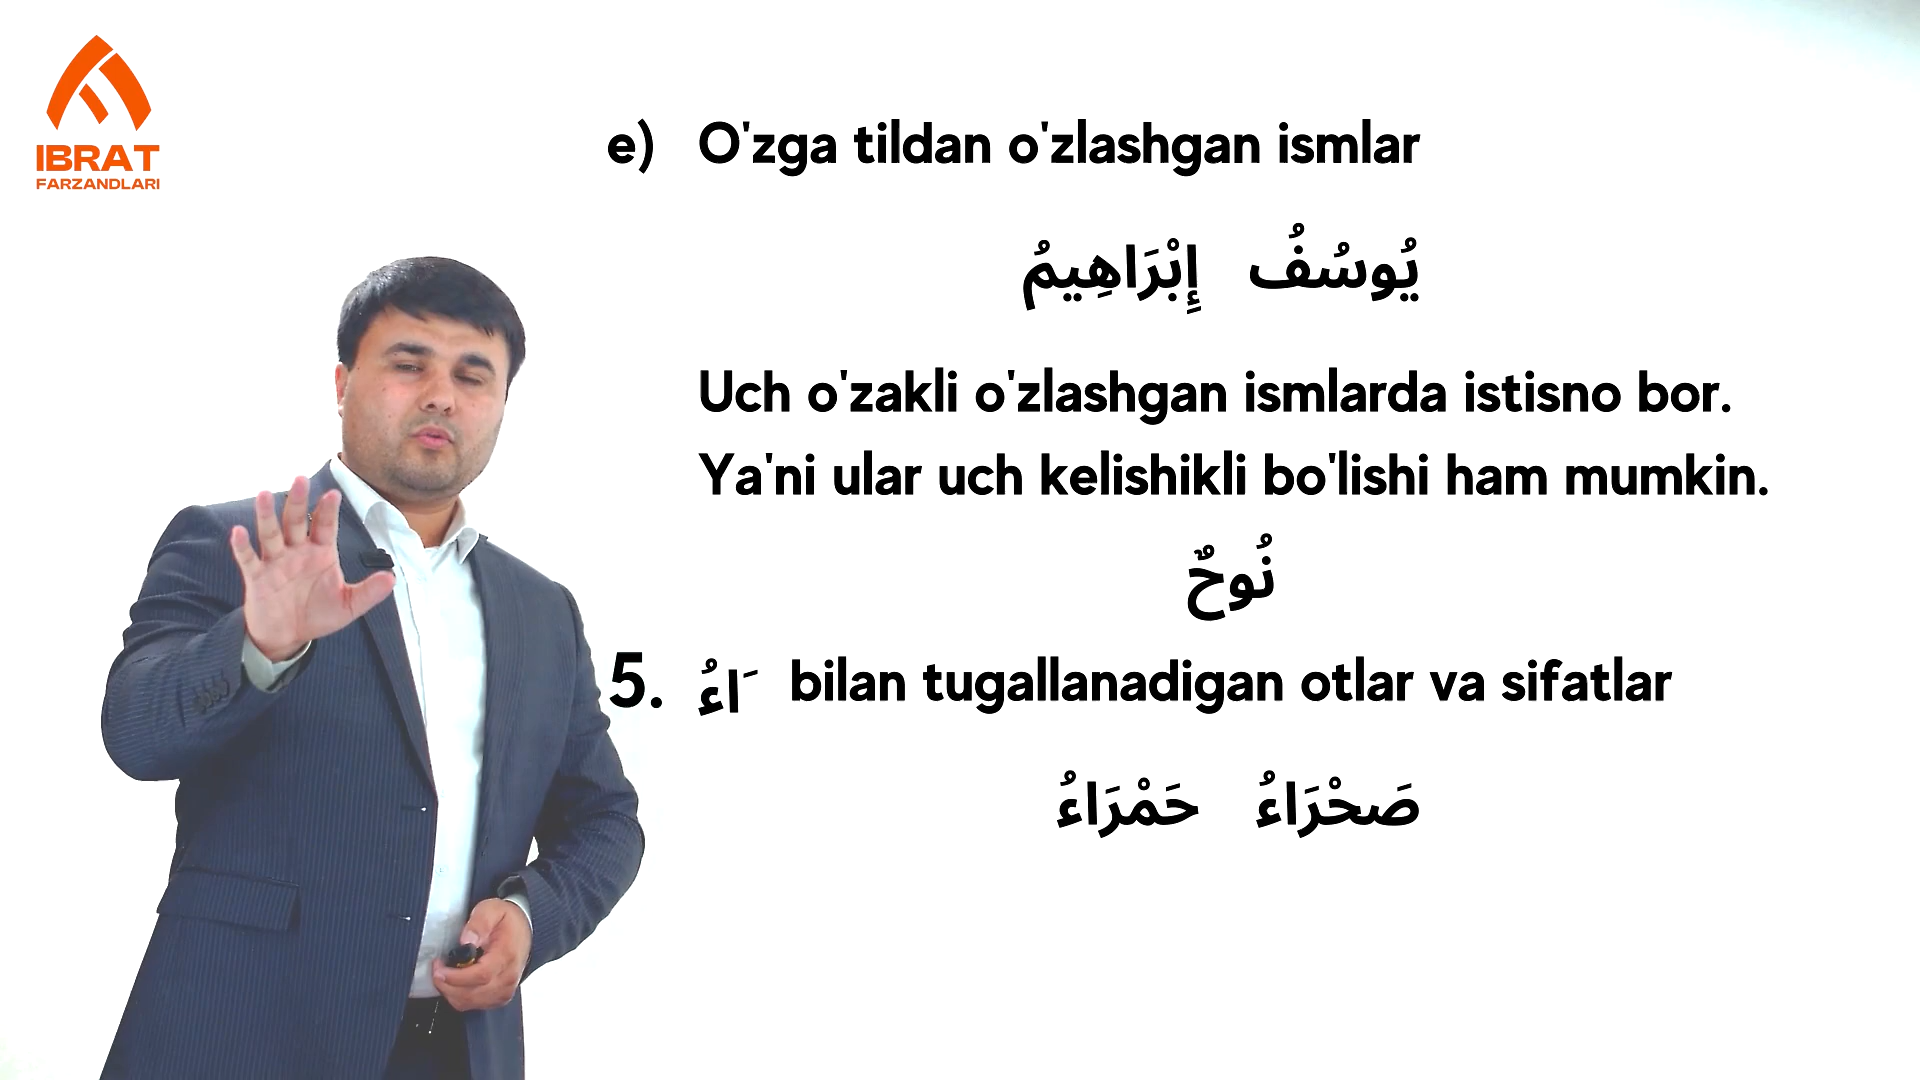 IBRAT
FARZANDLARI
e) O'zga tildan o'zlashgan ismlar
يُوسُفُ إِبْرَاهِيمُ
Uch o'zakli o'zlashgan ismlarda istisno bor.
Ya'ni ular uch kelishikli bo'lishi ham mumkin.
نُوحٌ
5. َاءُ bilan tugallanadigan otlar va sifatlar
صَحْرَاءُ حَمْرَاءُ